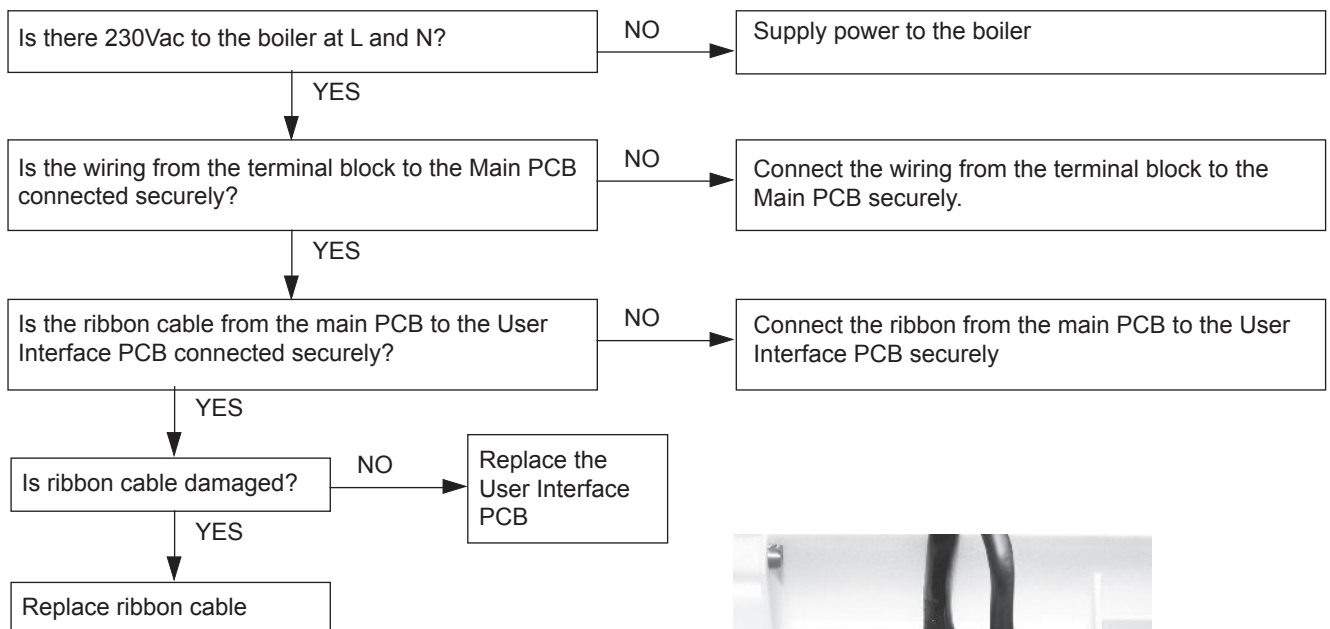 Is there 230Vac to the boiler at L and N?
NO
Supply power to the boiler
YES
Is the wiring from the terminal block to the Main PCB
connected securely?
NO
Connect the wiring from the terminal block to the
Main PCB securely.
YES
Is the ribbon cable from the main PCB to the User
Interface PCB connected securely?
NO
Connect the ribbon from the main PCB to the User
Interface PCB securely
YES
Is ribbon cable damaged?
NO
Replace the
User Interface
PCB
YES
Replace ribbon cable